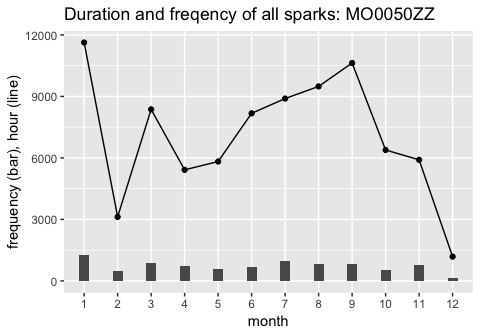 Duration and freqency of all sparks: MO0050ZZ
frequency (bar), hour (line)
12000
9000
6000
3000
0
1 2 3 4 5 6 7 8 9 10 11 12
month